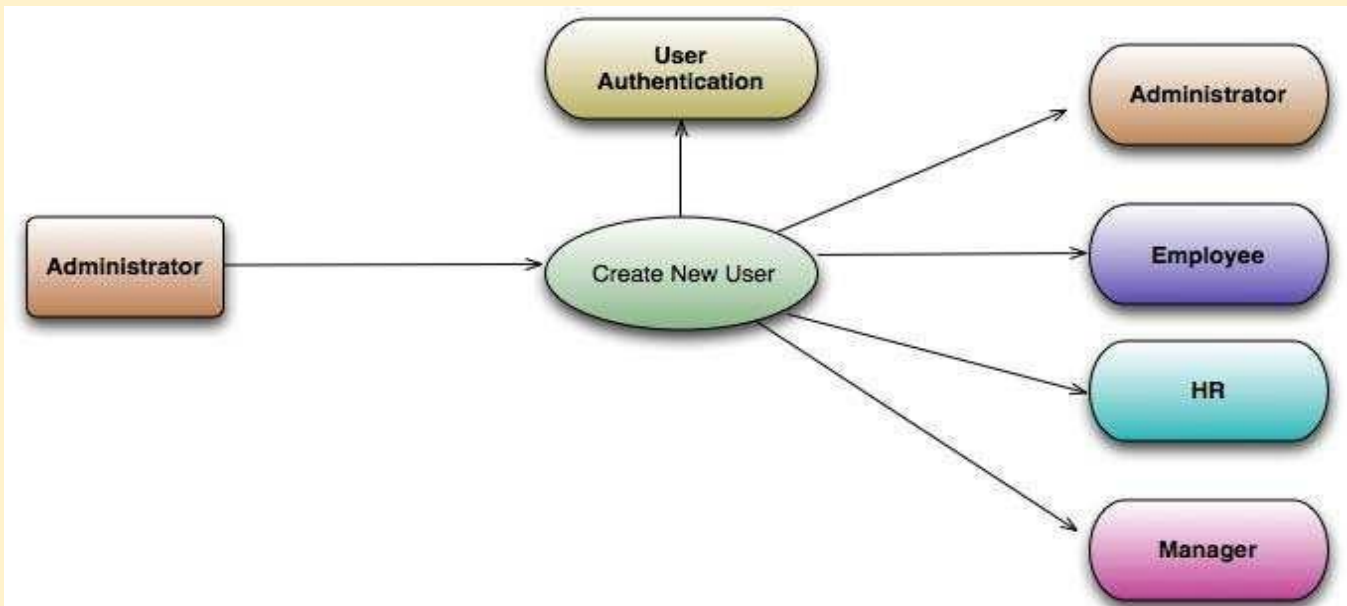 User
Authentication
Administrator
Administrator
Create New User
Employee
HR
Manager